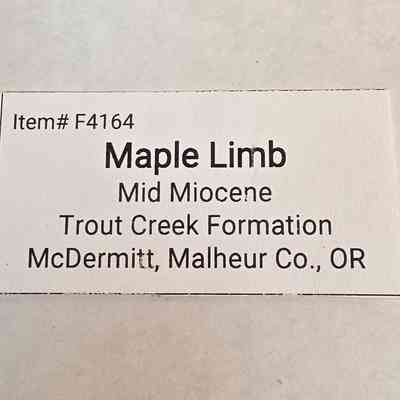 Item# F4164
Maple Limb
Mid Miocene
Trout Creek Formation
McDermitt, Malheur Co., OR